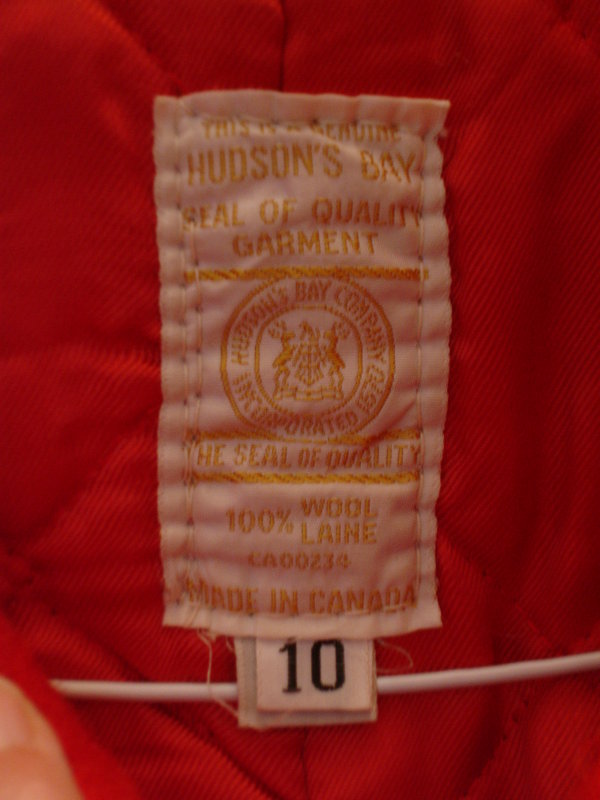 THIS IS A GENUINE
HUDSON'S BAY
SEAL OF QUALITY
GARMENT
HUDSON'S BAY COMPANY
INCORPORATED 1670
THE SEAL OF QUALITY
100% WOOL
LAINE
CA00234
MADE IN CANADA
10